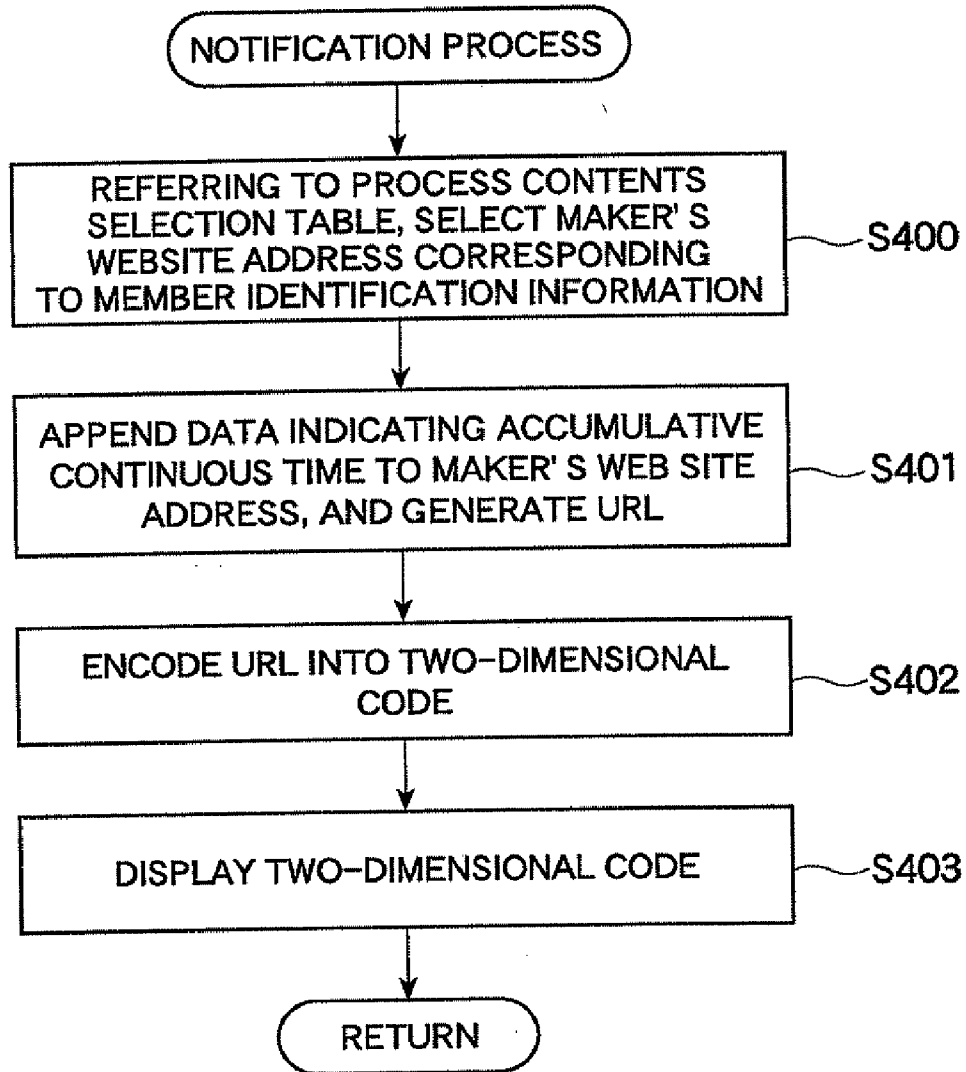 NOTIFICATION PROCESS
REFERRING TO PROCESS CONTENTS
SELECTION TABLE, SELECT MAKER'S
WEBSITE ADDRESS CORRESPONDING
TO MEMBER IDENTIFICATION INFORMATION
S400
APPEND DATA INDICATING ACCUMULATIVE
CONTINUOUS TIME TO MAKER'S WEB SITE
ADDRESS, AND GENERATE URL
S401
ENCODE URL INTO TWO-DIMENSIONAL
CODE
S402
DISPLAY TWO-DIMENSIONAL CODE
S403
RETURN